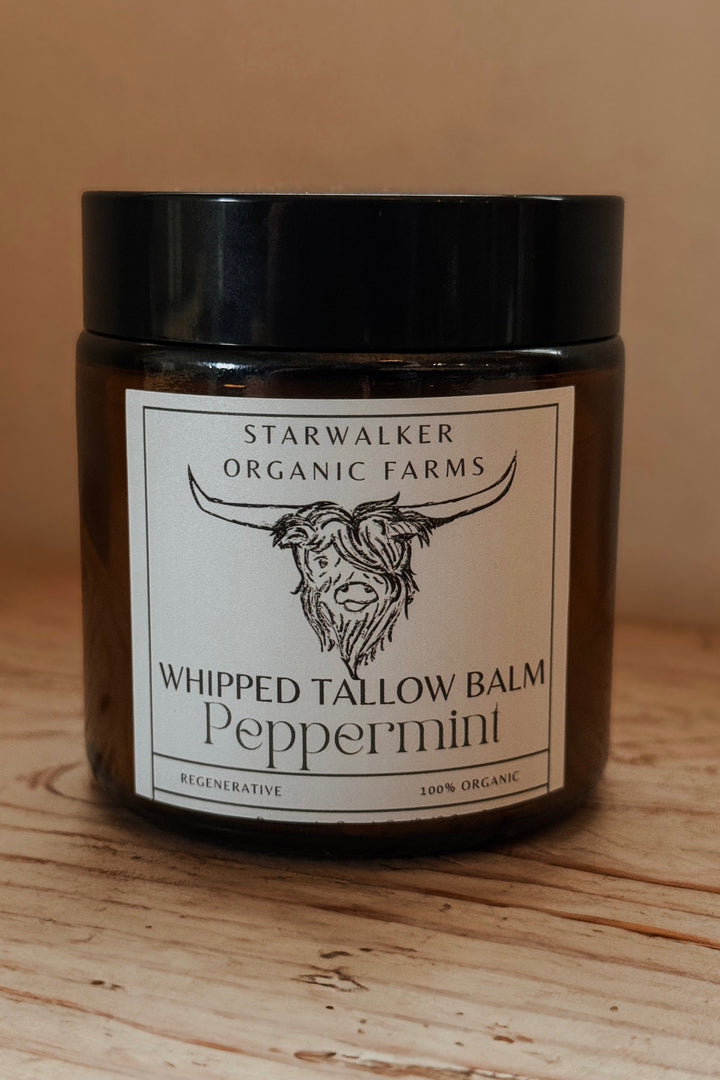 STARWALKER
ORGANIC FARMS
WHIPPED TALLOW BALM
Peppermint
REGENERATIVE
100% ORGANIC